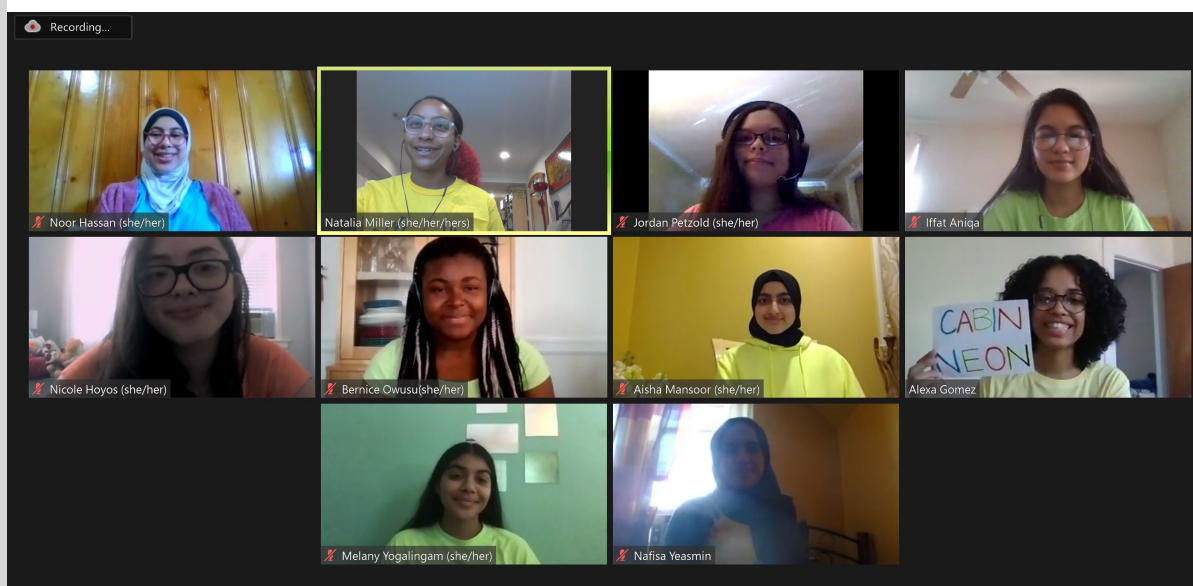 Recording...
Noor Hassan (she/her)
Natalia Miller (she/her/hers)
Jordan Petzold (she/her)
Iffat Aniqa
Nicole Hoyos (she/her)
Bernice Owusu(she/her)
Aisha Mansoor (she/her)
CABIN
NEON
Alexa Gomez
Melany Yogalingam (she/her)
Nafisa Yeasmin